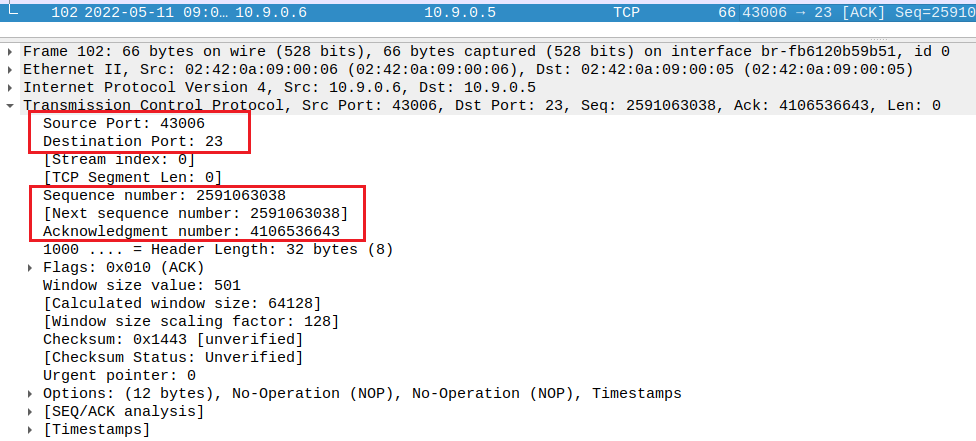 102 2022-05-11 09:0… 10.9.0.6 10.9.0.5 TCP 66 43006 → 23 [ACK] Seq=25910
Frame 102: 66 bytes on wire (528 bits), 66 bytes captured (528 bits) on interface br-fb6120b59b51, id 0
Ethernet II, Src: 02:42:0a:09:00:06 (02:42:0a:09:00:06), Dst: 02:42:0a:09:00:05 (02:42:0a:09:00:05)
Internet Protocol Version 4, Src: 10.9.0.6, Dst: 10.9.0.5
Transmission Control Protocol, Src Port: 43006, Dst Port: 23, Seq: 2591063038, Ack: 4106536643, Len: 0
Source Port: 43006
Destination Port: 23
[Stream index: 0]
[TCP Segment Len: 0]
Sequence number: 2591063038
[Next sequence number: 2591063038]
Acknowledgment number: 4106536643
1000 .... = Header Length: 32 bytes (8)
Flags: 0x010 (ACK)
Window size value: 501
[Calculated window size: 64128]
[Window size scaling factor: 128]
Checksum: 0x1443 [unverified]
[Checksum Status: Unverified]
Urgent pointer: 0
Options: (12 bytes), No-Operation (NOP), No-Operation (NOP), Timestamps
[SEQ/ACK analysis]
[Timestamps]